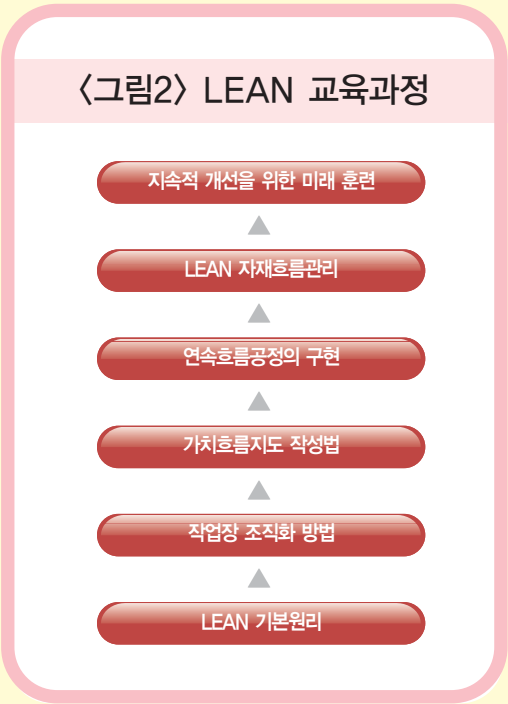 〈그림2〉 LEAN 교육과정
지속적 개선을 위한 미래 훈련
LEAN 자재흐름관리
연속흐름공정의 구현
가치흐름지도 작성법
작업장 조직화 방법
LEAN 기본원리